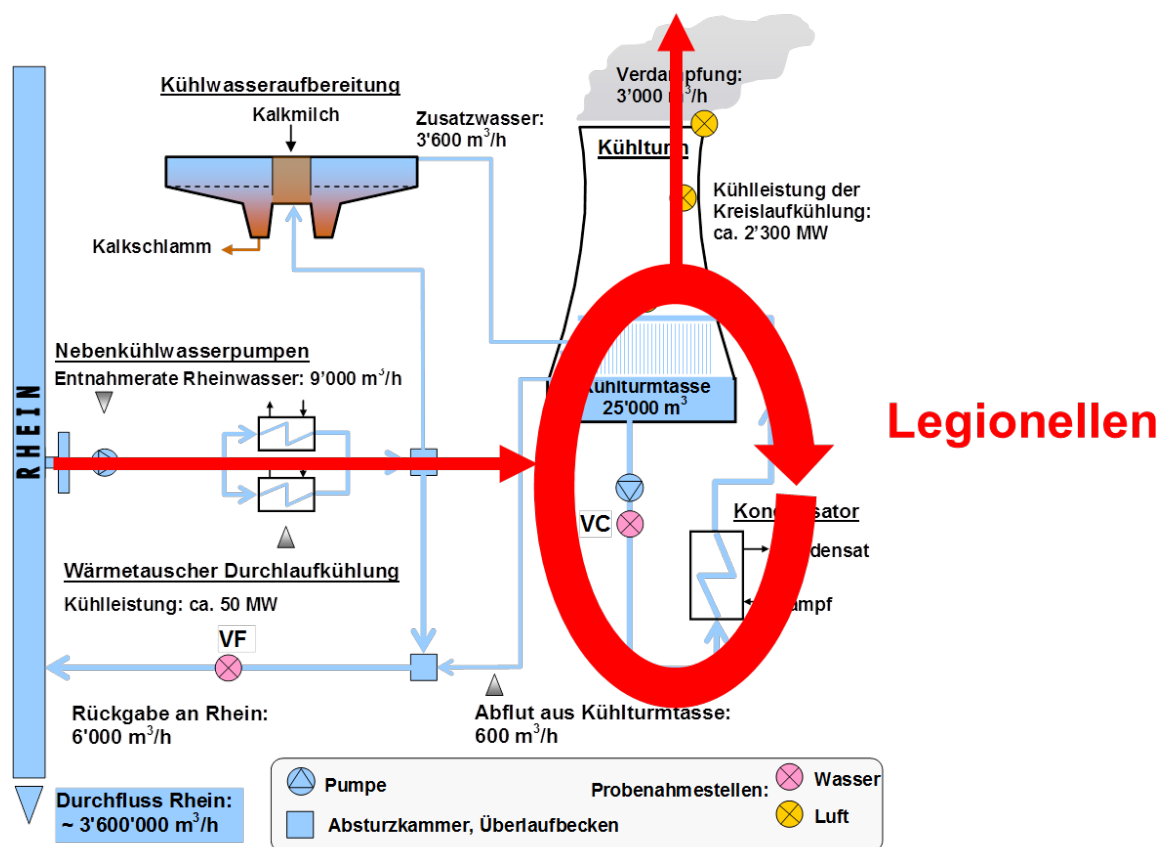 Verdampfung:
3'000 m³/h
Kühlwasseraufbereitung
Kalkmilch
Zusatzwasser:
3'600 m³/h
Kühlturm
Kühlleistung der
Kreislaufkühlung:
ca. 2'300 MW
Kalkschlamm
Nebenkühlwasserpumpen
Entnahmerate Rheinwasser: 9'000 m³/h
RHEIN
Kühlturmtasse
25'000 m³
Legionellen
VC
Kondensator
Wärmetauscher Durchlaufkühlung
Kühlleistung: ca. 50 MW
VF
Rückgabe an Rhein:
6'000 m³/h
Abflut aus Kühlturmtasse:
600 m³/h
Durchfluss Rhein:
~ 3'600'000 m³/h
Pumpe
Absturzkammer, Überlaufbecken
Probenahmestellen:
Wasser
Luft